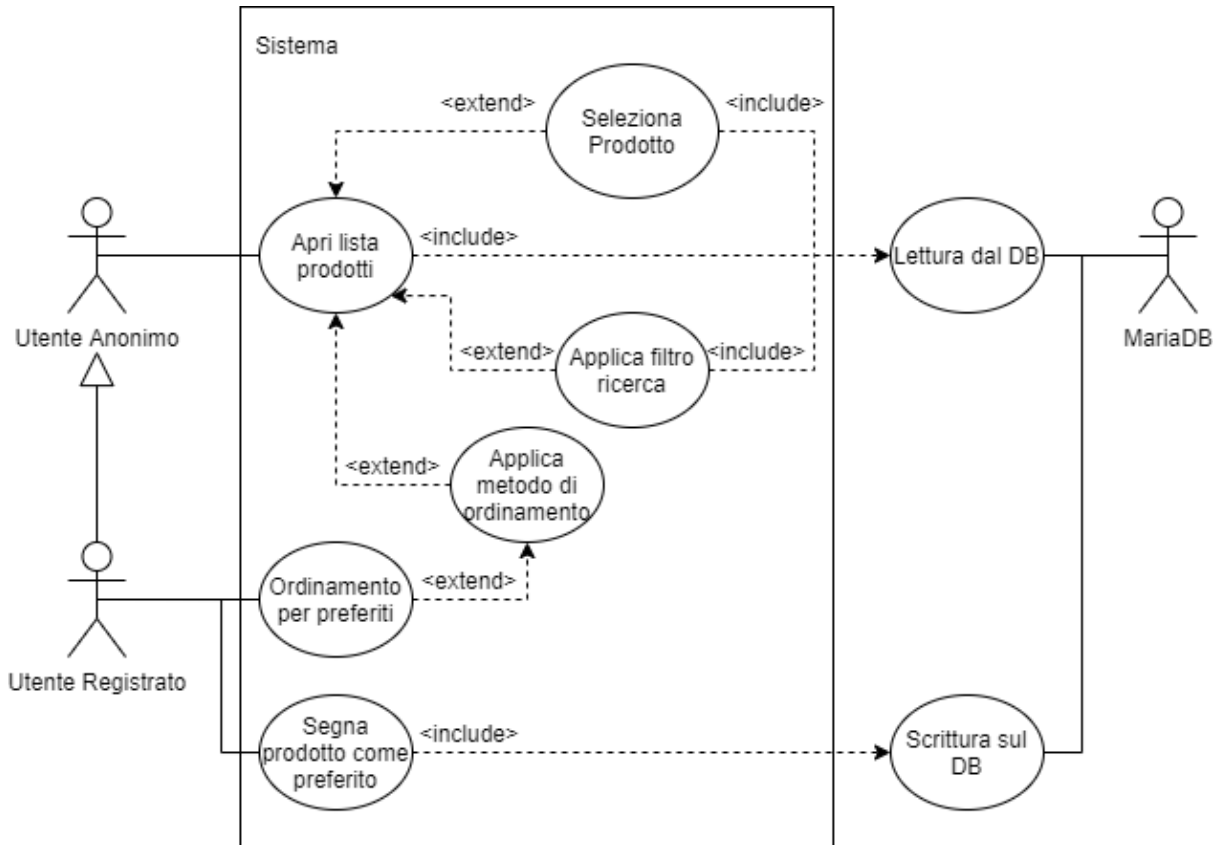 Sistema
<extend>
Seleziona
Prodotto
<include>
Apri lista
prodotti
<include>
Lettura dal DB
Utente Anonimo
MariaDB
<extend>
Applica filtro
ricerca
<include>
<extend>
Applica
metodo di
ordinamento
Ordinamento
per preferiti
<extend>
Utente Registrato
Segna
prodotto come
preferito
<include>
Scrittura sul
DB